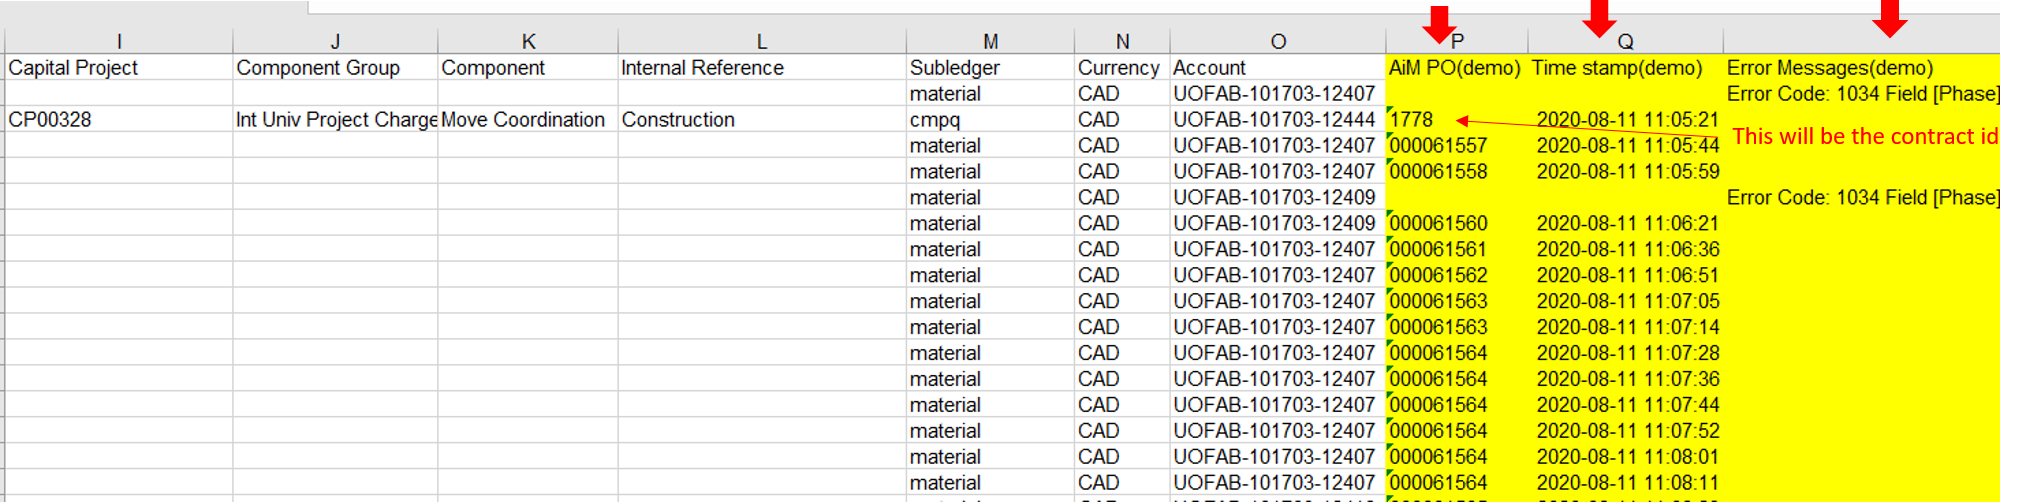 I J K L M N O P Q
Capital Project Component Group Component Internal Reference Subledger Currency Account AiM PO(demo) Time stamp(demo) Error Messages(demo)
material CAD UOFAB-101703-12407 Error Code: 1034 Field [Phase]
CP00328 Int Univ Project Charge Move Coordination Construction cmpq CAD UOFAB-101703-12444 1778 2020-08-11 11:05:21
This will be the contract id
material CAD UOFAB-101703-12407 000061557 2020-08-11 11:05:44
material CAD UOFAB-101703-12407 000061558 2020-08-11 11:05:59
material CAD UOFAB-101703-12409 Error Code: 1034 Field [Phase]
material CAD UOFAB-101703-12409 000061560 2020-08-11 11:06:21
material CAD UOFAB-101703-12407 000061561 2020-08-11 11:06:36
material CAD UOFAB-101703-12407 000061562 2020-08-11 11:06:51
material CAD UOFAB-101703-12407 000061563 2020-08-11 11:07:05
material CAD UOFAB-101703-12407 000061563 2020-08-11 11:07:14
material CAD UOFAB-101703-12407 000061564 2020-08-11 11:07:28
material CAD UOFAB-101703-12407 000061564 2020-08-11 11:07:36
material CAD UOFAB-101703-12407 000061564 2020-08-11 11:07:44
material CAD UOFAB-101703-12407 000061564 2020-08-11 11:07:52
material CAD UOFAB-101703-12407 000061564 2020-08-11 11:08:01
material CAD UOFAB-101703-12407 000061564 2020-08-11 11:08:11